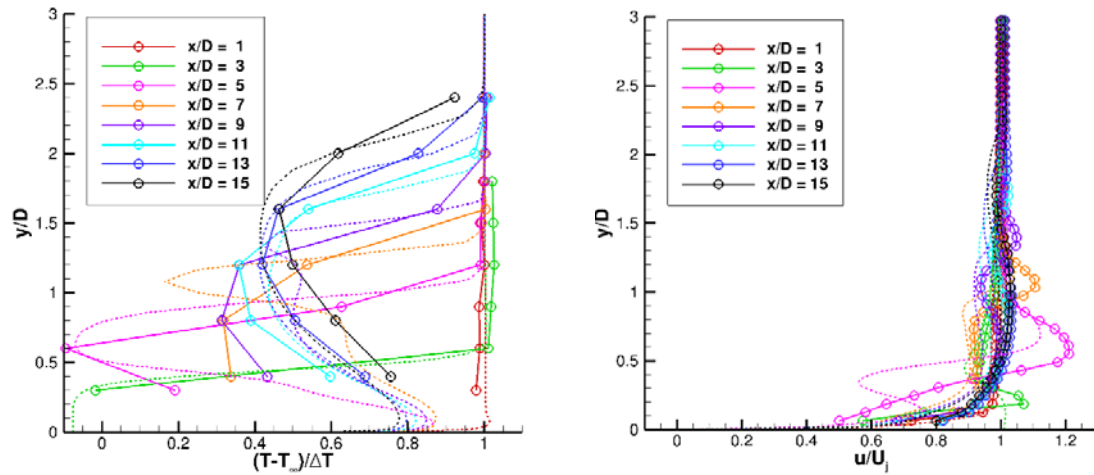 3
2.5
2
1.5
1
0.5
0
y/D
x/D = 1
x/D = 3
x/D = 5
x/D = 7
x/D = 9
x/D = 11
x/D = 13
x/D = 15
0 0.2 0.4 0.6 0.8 1
(T-T∞)/ΔT
3
2.5
2
1.5
1
0.5
0
y/D
x/D = 1
x/D = 3
x/D = 5
x/D = 7
x/D = 9
x/D = 11
x/D = 13
x/D = 15
0 0.2 0.4 0.6 0.8 1 1.2
u/Uj